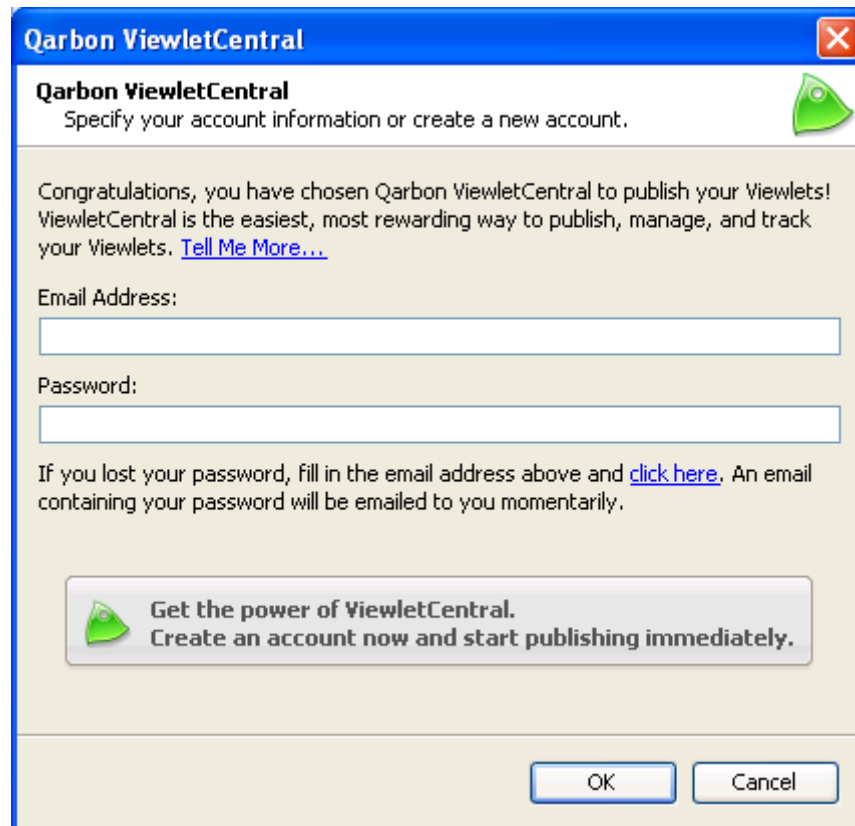 Qarbon ViewletCentral
Qarbon ViewletCentral
Specify your account information or create a new account.
Congratulations, you have chosen Qarbon ViewletCentral to publish your Viewlets!
ViewletCentral is the easiest, most rewarding way to publish, manage, and track
your Viewlets. Tell Me More...
Email Address:
Password:
If you lost your password, fill in the email address above and click here. An email
containing your password will be emailed to you momentarily.
Get the power of ViewletCentral.
Create an account now and start publishing immediately.
OK Cancel